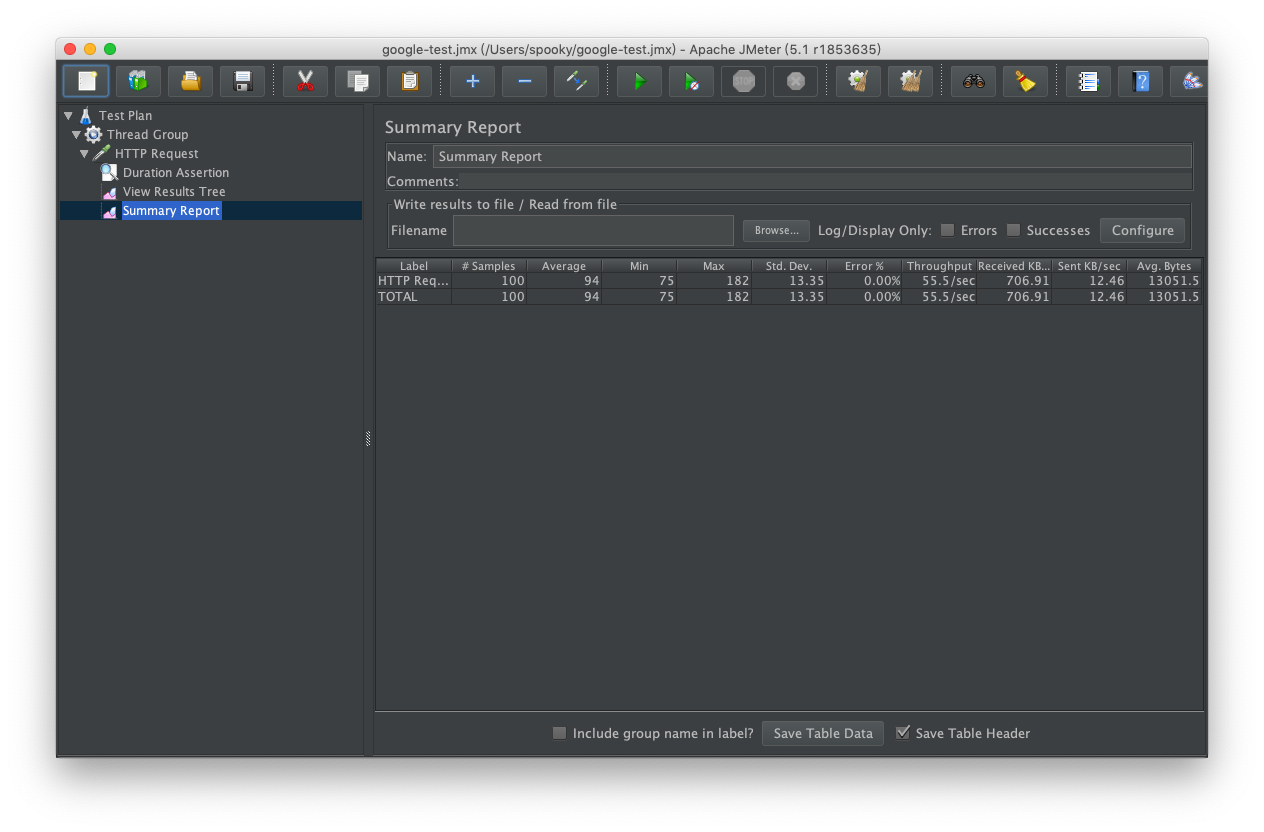 google-test.jmx (/Users/spooky/google-test.jmx) - Apache JMeter (5.1 r1853635)
STOP
?
Test Plan
Thread Group
HTTP Request
Duration Assertion
View Results Tree
Summary Report
Summary Report
Name: Summary Report
Comments:
Write results to file / Read from file
Filename Browse... Log/Display Only: Errors Successes Configure
Label # Samples Average Min Max Std. Dev. Error % Throughput Received KB... Sent KB/sec Avg. Bytes
HTTP Req... 100 94 75 182 13.35 0.00% 55.5/sec 706.91 12.46 13051.5
TOTAL 100 94 75 182 13.35 0.00% 55.5/sec 706.91 12.46 13051.5
Include group name in label? Save Table Data Save Table Header